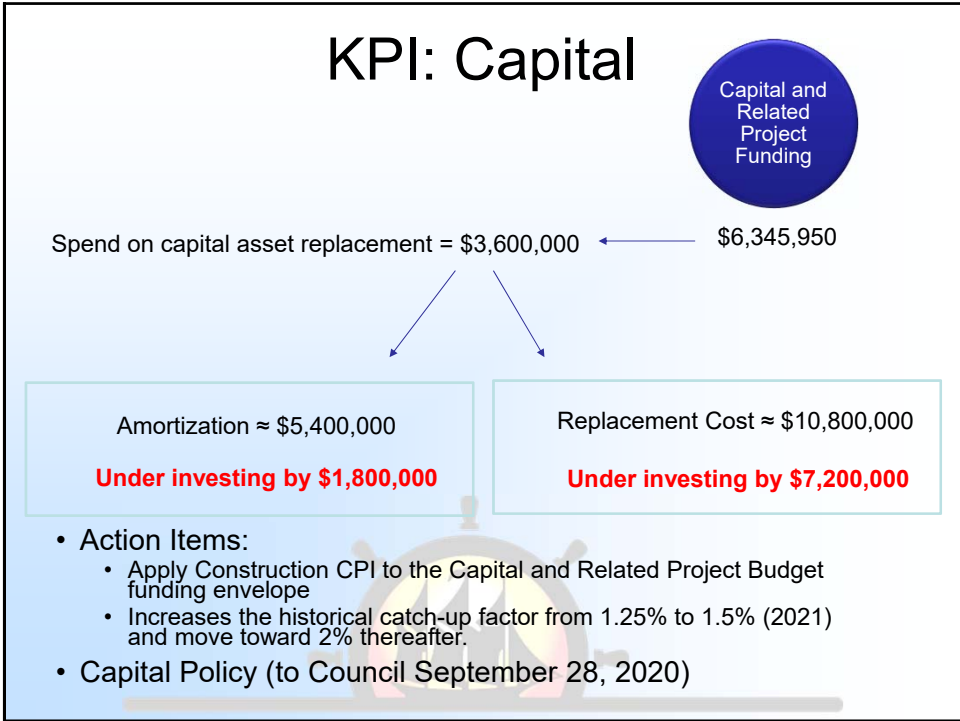 KPI: Capital
Capital and
Related
Project
Funding
Spend on capital asset replacement = $3,600,000
$6,345,950
Amortization ≈ $5,400,000
Under investing by $1,800,000
Replacement Cost ≈ $10,800,000
Under investing by $7,200,000
• Action Items:
• Apply Construction CPI to the Capital and Related Project Budget
funding envelope
• Increases the historical catch-up factor from 1.25% to 1.5% (2021)
and move toward 2% thereafter.
• Capital Policy (to Council September 28, 2020)